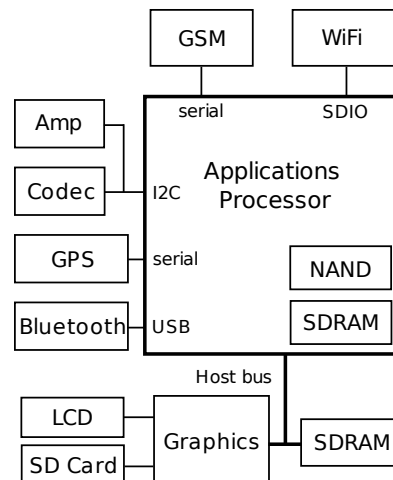 GSM
WiFi
serial
SDIO
Amp
Codec
I2C
Applications
Processor
GPS
serial
NAND
Bluetooth
USB
SDRAM
Host bus
LCD
Graphics
SDRAM
SD Card